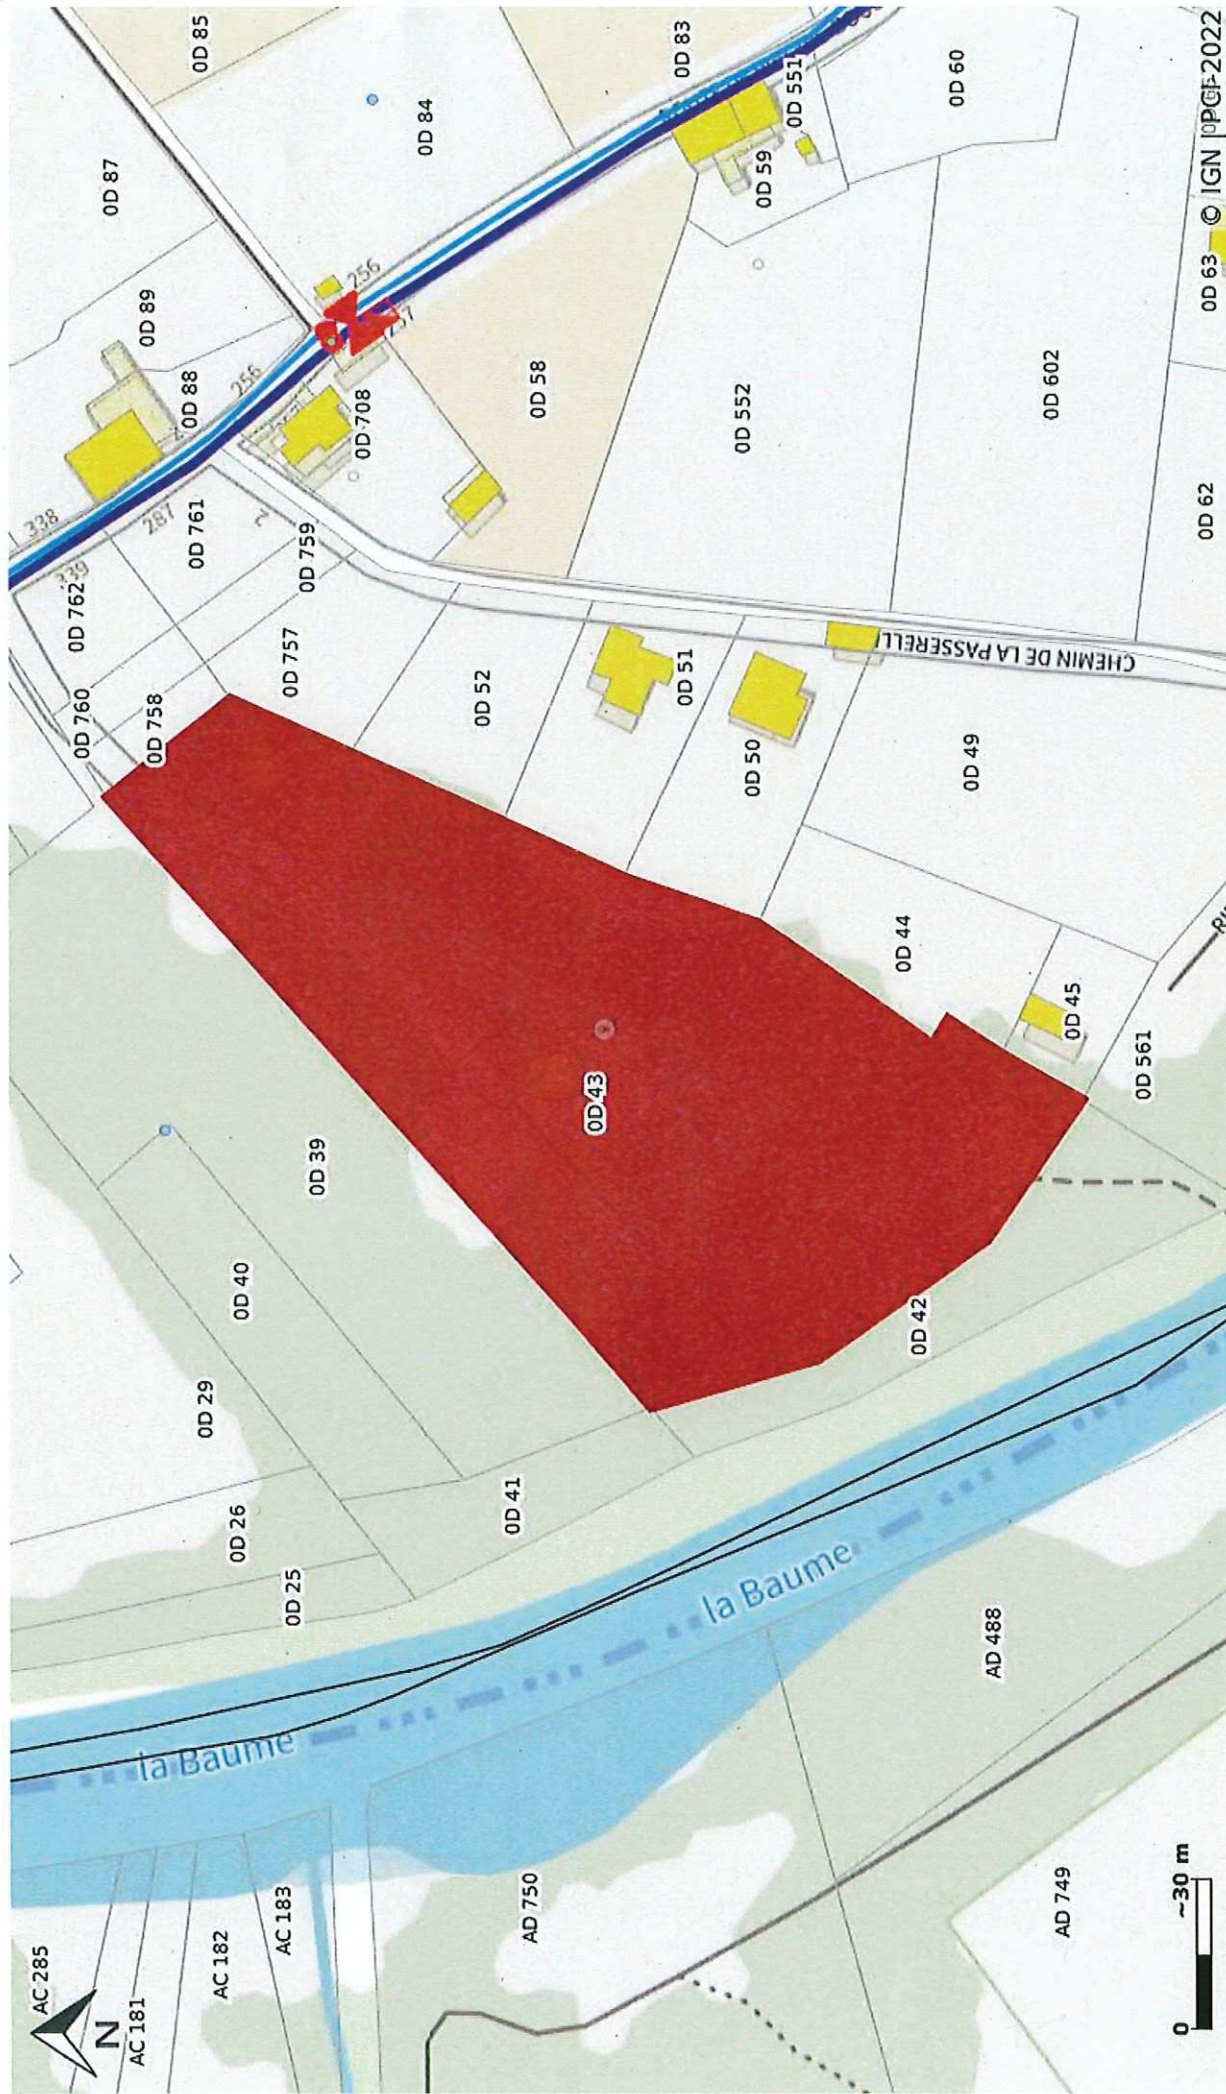 0D 85
0D 83
0D 84
0D 551
0D 60
0D 87
0D 59
0D 89
256
0D 63
© IGN | PCI-2022
0D 88
256
0D 58
0D 708
0D 552
0D 602
338
287
0D 761
2
0D 62
339
0D 762
0D 759
0D 757
0D 52
0D 51
CHEMIN DE LA PASSERELL
0D 760
0D 758
0D 50
0D 49
0D 44
0D 45
0D 43
0D 561
0D 39
0D 40
0D 42
0D 29
0D 41
0D 26
0D 25
la Baume
la Baume
AD 488
AC 285
AC 183
AC 182
AC 181
AD 750
AD 749
N
0
~30 m